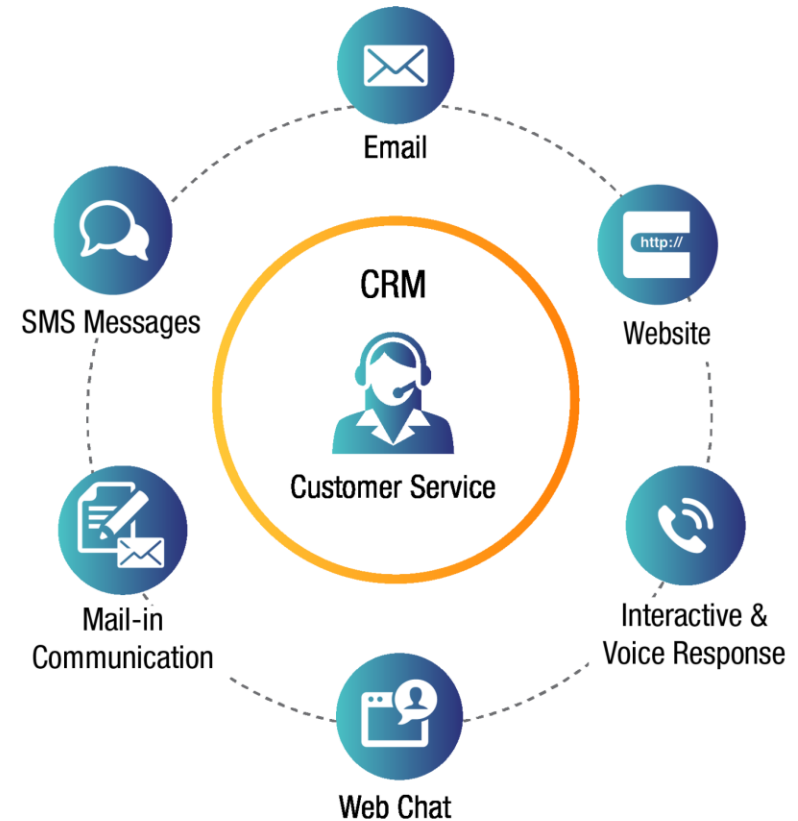 Email
http://
Website
SMS Messages
CRM
Customer Service
Interactive &
Voice Response
Mail-in
Communication
Web Chat